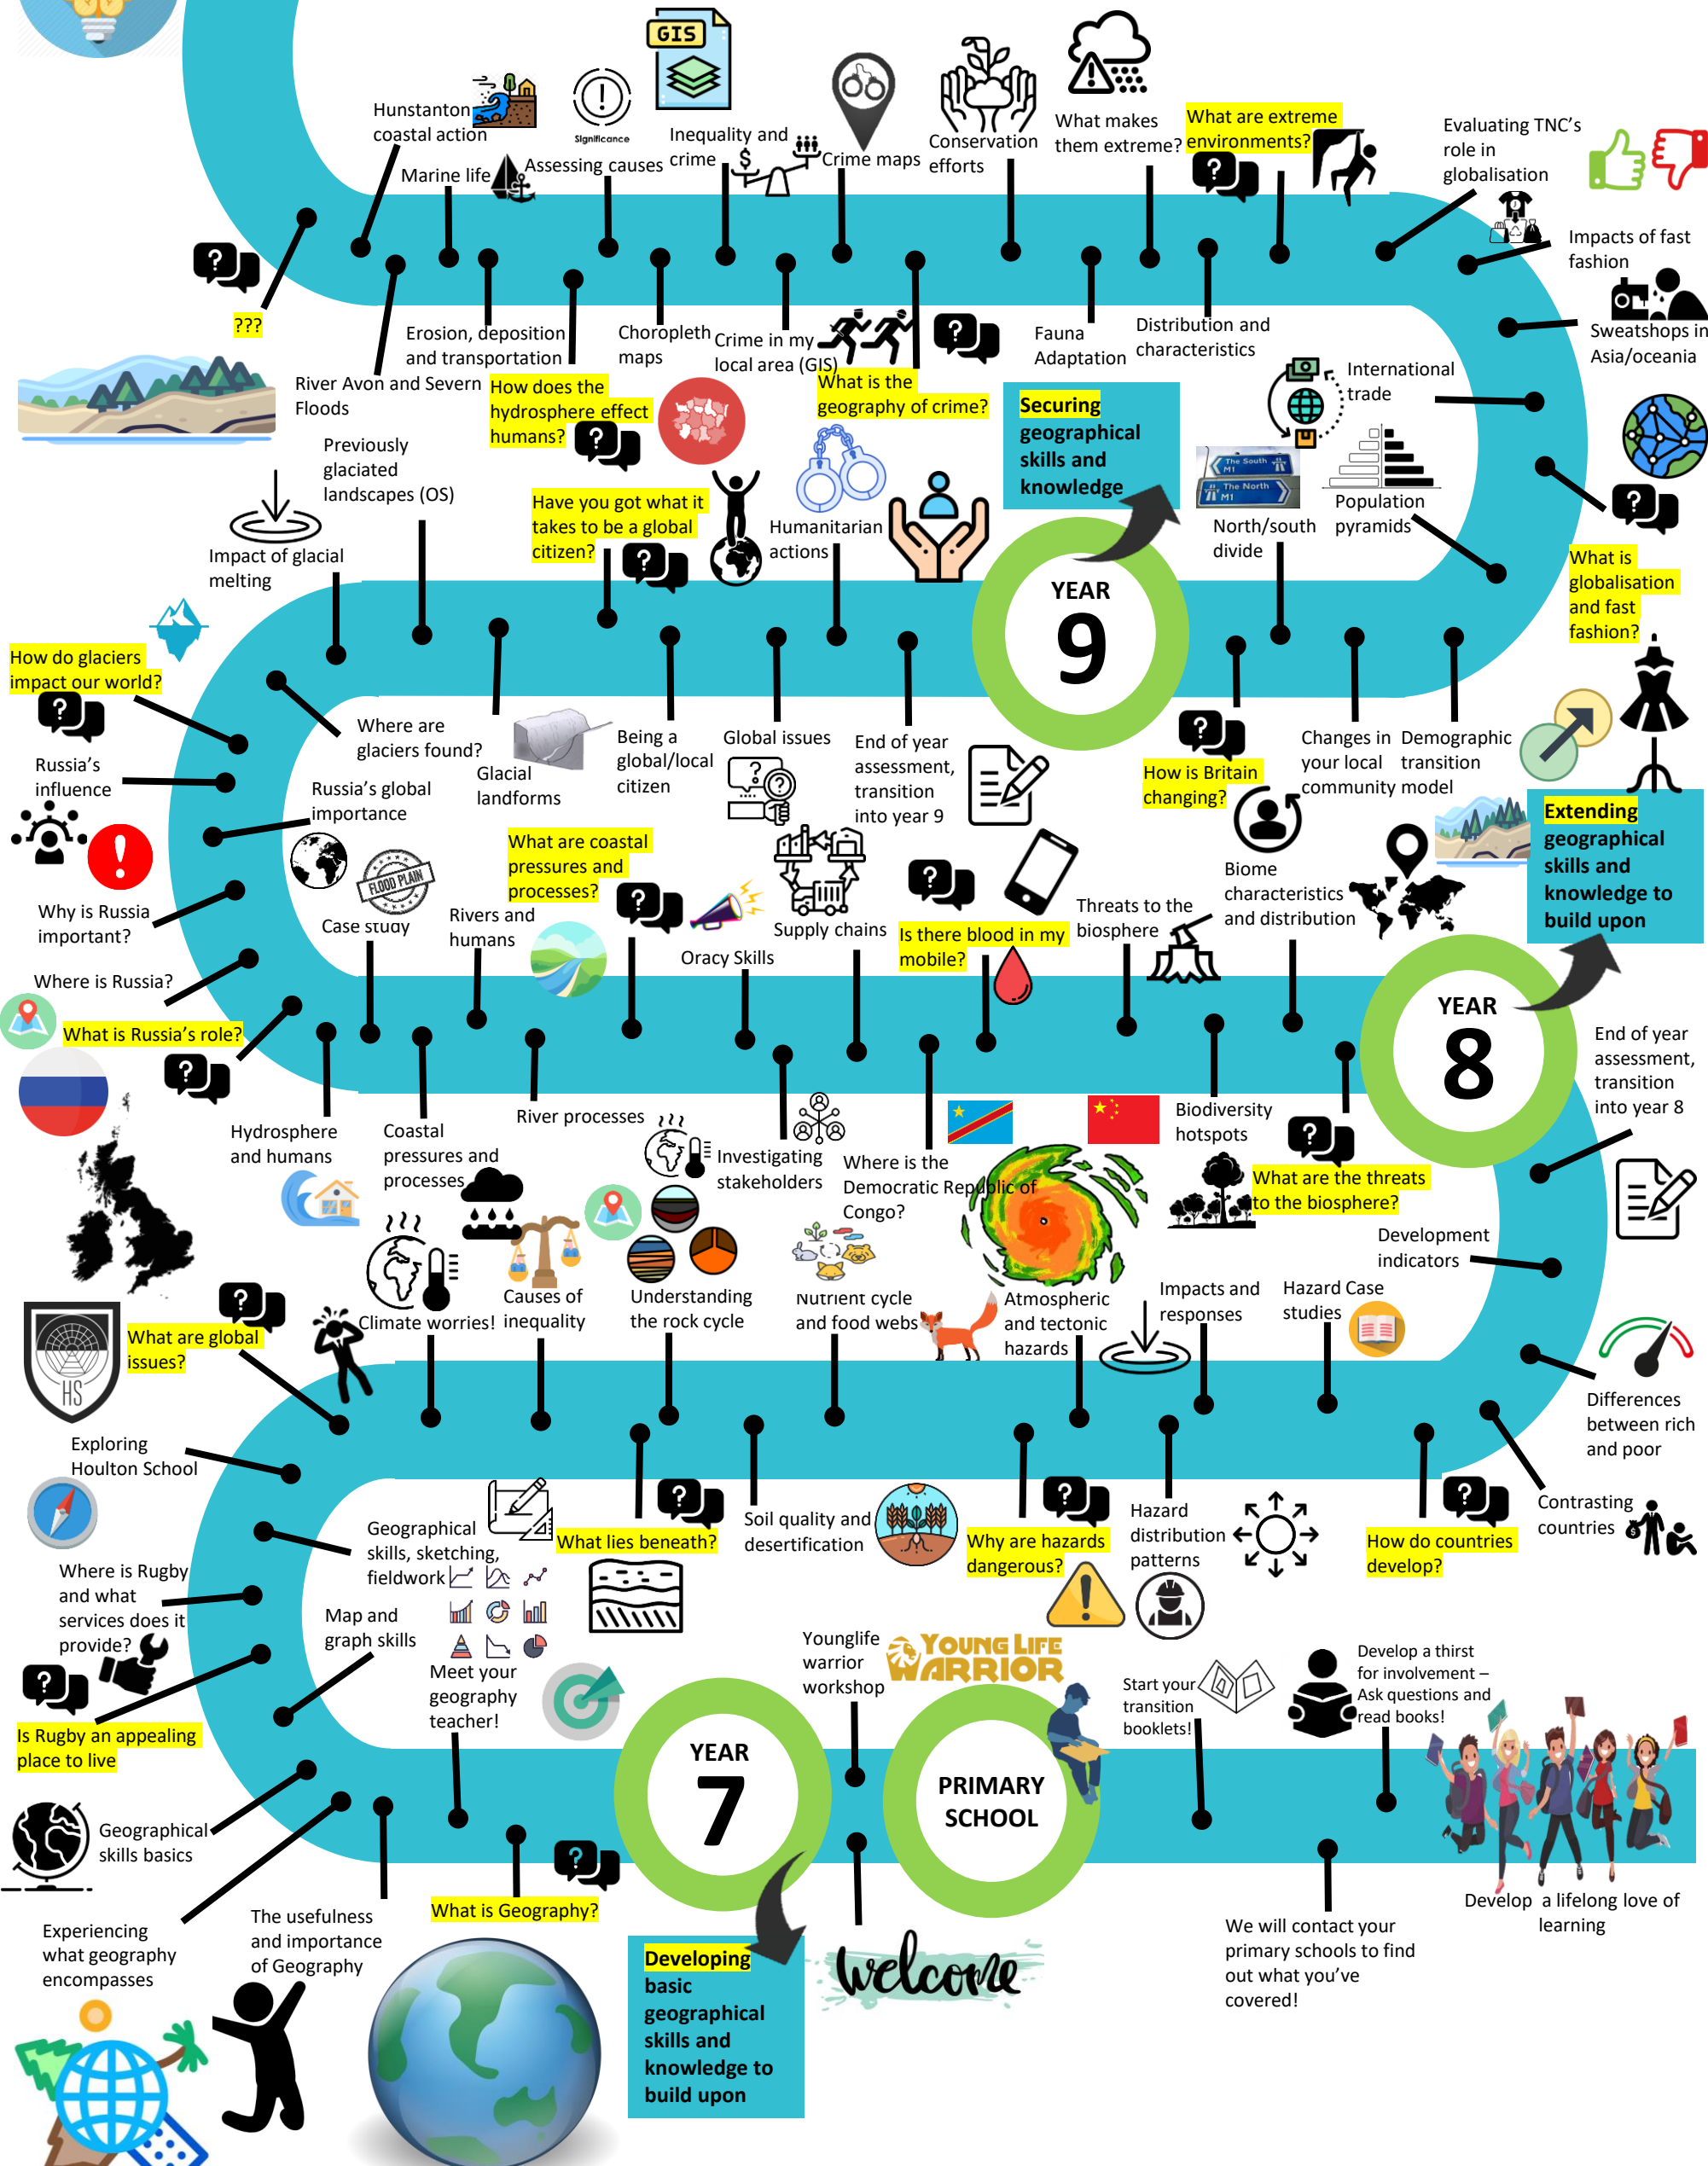 GIS
Hunstanton
coastal action
Significance
Marine life
Assessing causes
Inequality and
crime
Crime maps
Conservation
efforts
What makes
them extreme?
What are extreme
environments?
Evaluating TNC's
role in
globalisation
Impacts of fast
fashion
Sweatshops in
Asia/oceania
???
River Avon and Severn
Floods
Erosion, deposition
and transportation
How does the
hydrosphere effect
humans?
Choropleth
maps
Crime in my
local area (GIS)
What is the
geography of crime?
Fauna
Adaptation
Distribution and
characteristics
International
trade
Securing
geographical
skills and
knowledge
The South
M1
The North
M1
North/south
divide
Population
pyramids
What is
globalisation
and fast
fashion?
Previously
glaciated
landscapes (OS)
Impact of glacial
melting
Have you got what it
takes to be a global
citizen?
Humanitarian
actions
YEAR
9
How do glaciers
impact our world?
Russia's
influence
Where are
glaciers found?
Russia's global
importance
Glacial
landforms
Being a
global/local
citizen
Global issues
End of year
assessment,
transition
into year 9
How is Britain
changing?
Changes in
your local
community
Demographic
transition
model
Extending
geographical
skills and
knowledge to
build upon
Why is Russia
important?
Where is Russia?
What is Russia's role?
FLOOD PLAIN
Case study
Rivers and
humans
What are coastal
pressures and
processes?
Oracy Skills
Supply chains
Is there blood in my
mobile?
Threats to the
biosphere
Biome
characteristics
and distribution
YEAR
8
End of year
assessment,
transition
into year 8
Hydrosphere
and humans
Coastal
pressures and
processes
River processes
Investigating
stakeholders
Where is the
Democratic Republic of
Congo?
Biodiversity
hotspots
What are the threats
to the biosphere?
Development
indicators
What are global
issues?
HS
Climate worries!
Causes of
inequality
Understanding
the rock cycle
Nutrient cycle
and food webs
Atmospheric
and tectonic
hazards
Impacts and
responses
Hazard Case
studies
Differences
between rich
and poor
Exploring
Houlton School
Geographical
skills, sketching,
fieldwork
What lies beneath?
Soil quality and
desertification
Why are hazards
dangerous?
Hazard
distribution
patterns
How do countries
develop?
Contrasting
countries
Where is Rugby
and what
services does it
provide?
Is Rugby an appealing
place to live
Map and
graph skills
Meet your
geography
teacher!
YEAR
7
Younglife
warrior
workshop
YOUNG LIFE
WARRIOR
PRIMARY
SCHOOL
Start your
transition
booklets!
Develop a thirst
for involvement –
Ask questions and
read books!
Geographical
skills basics
Experiencing
what geography
encompasses
The usefulness
and importance
of Geography
What is Geography?
Developing
basic
geographical
skills and
knowledge to
build upon
welcome
We will contact your
primary schools to find
out what you've
covered!
Develop a lifelong love of
learning